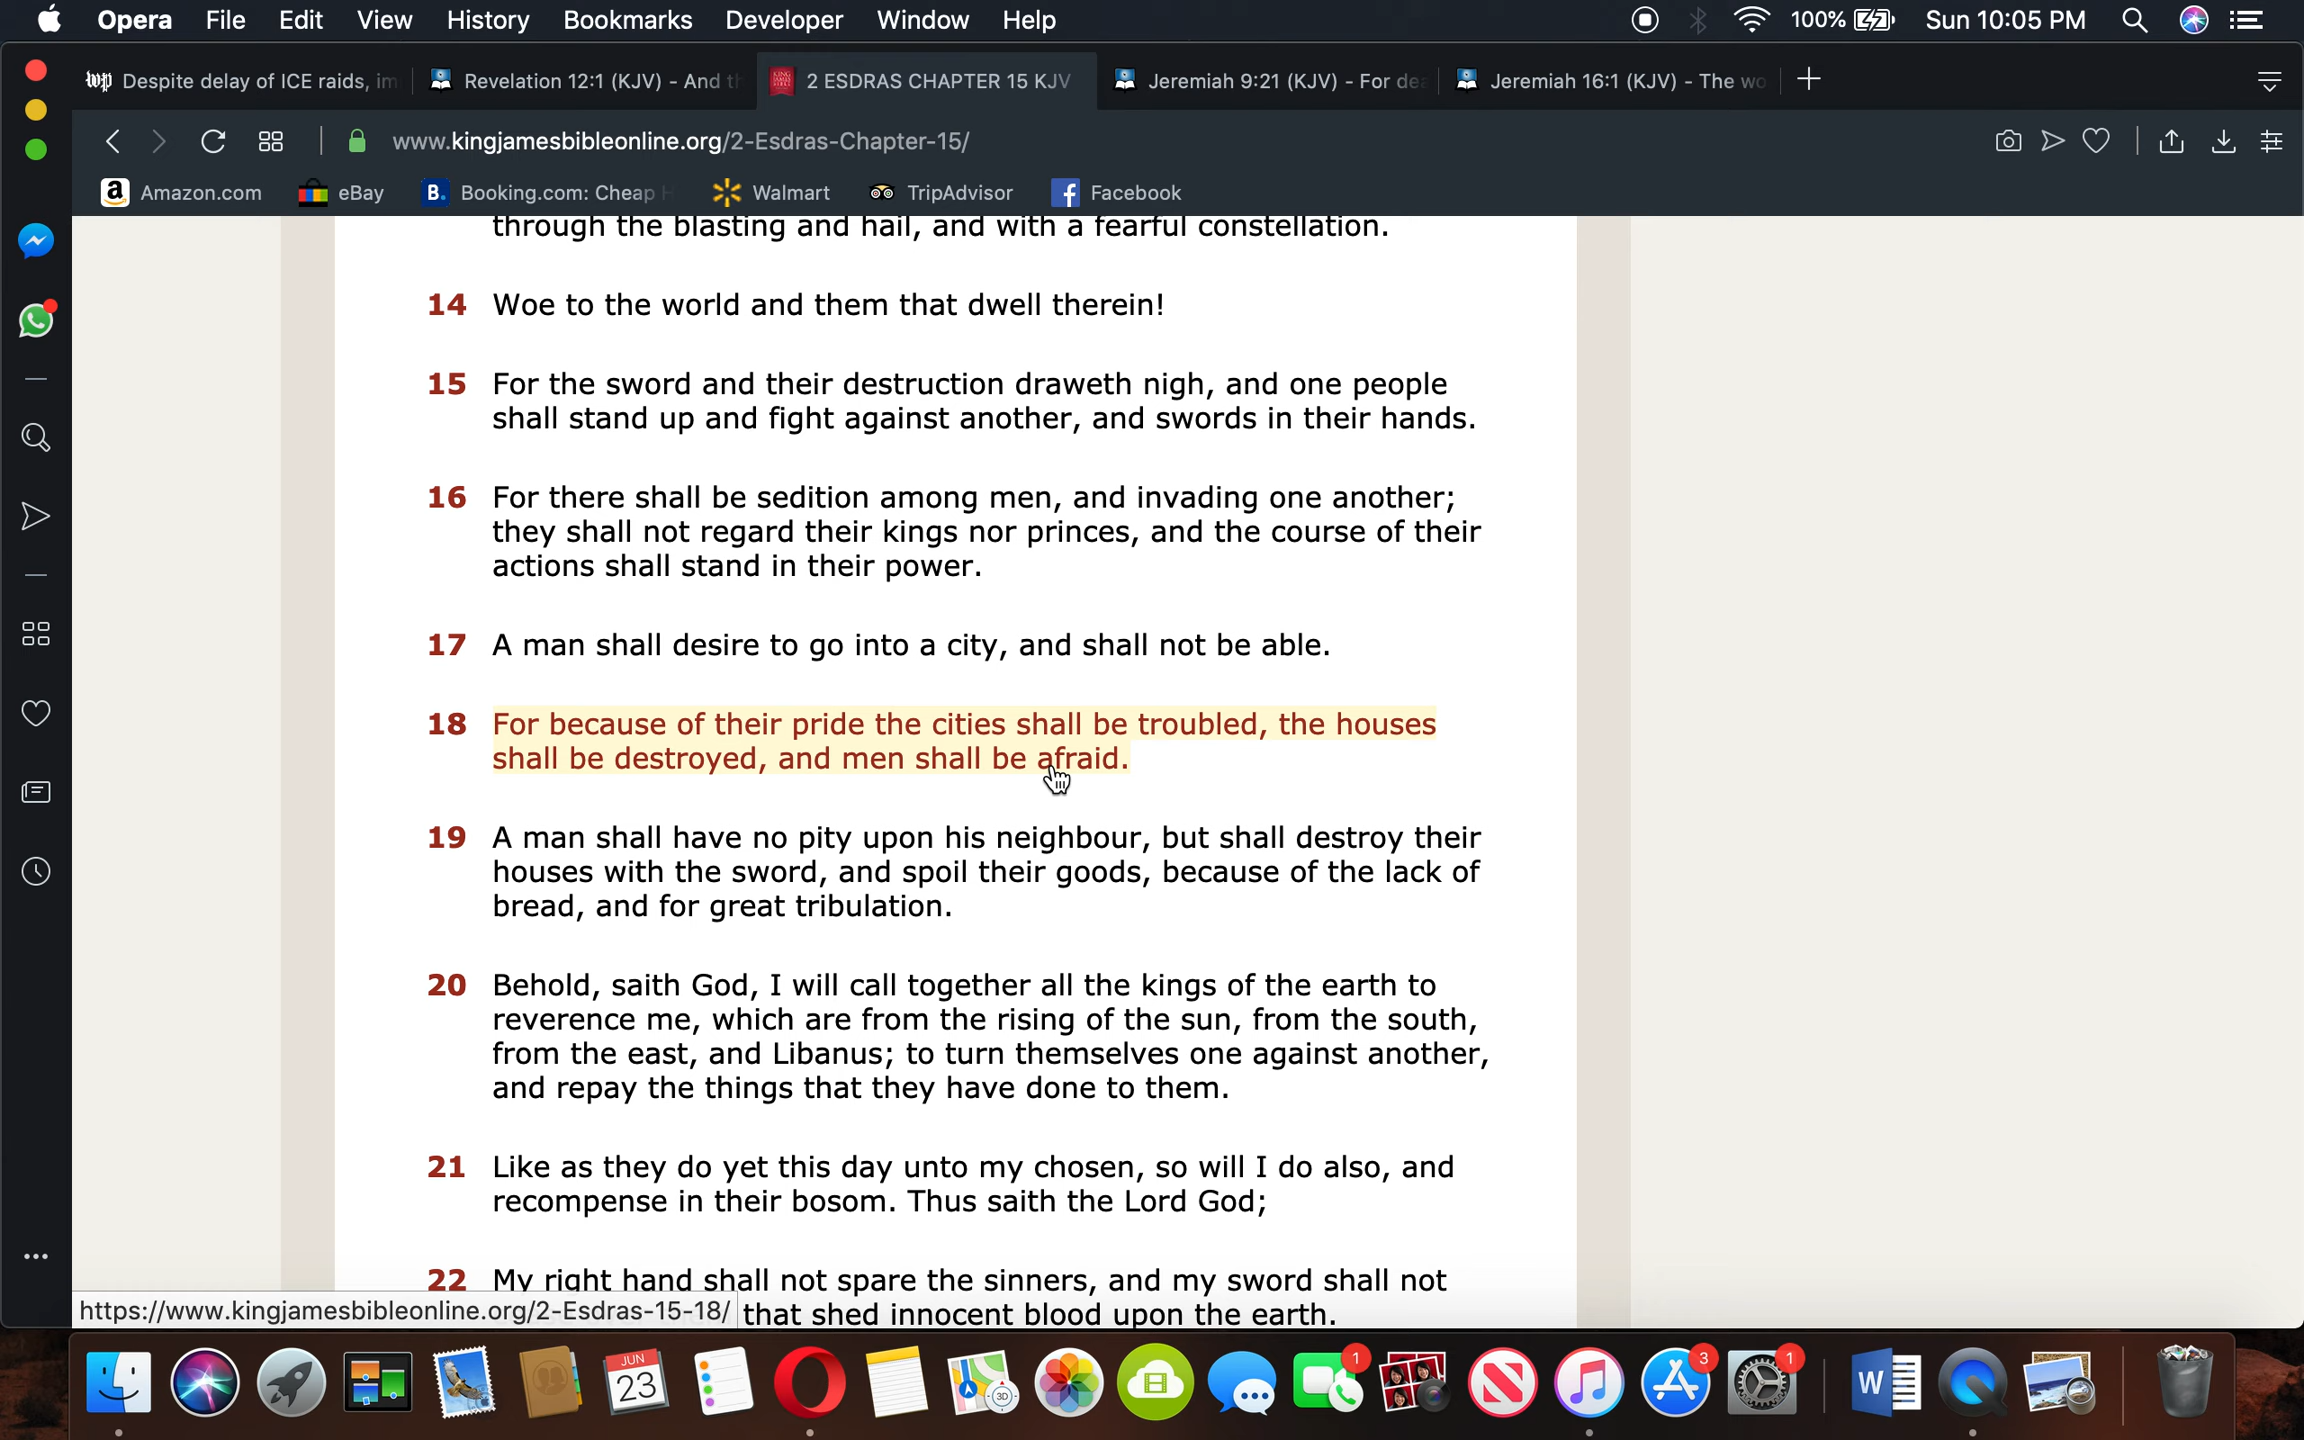 Opera File Edit View History Bookmarks Developer Window Help 100% Sun 10:05 PM
wp Despite delay of ICE raids, im Revelation 12:1 (KJV) - And th 2 ESDRAS CHAPTER 15 KJV Jeremiah 9:21 (KJV) - For dea Jeremiah 16:1 (KJV) - The wo
www.kingjamesbibleonline.org/2-Esdras-Chapter-15/
a Amazon.com eBay B. Booking.com: Cheap H Walmart TripAdvisor f Facebook
through the blasting and hail, and with a fearful constellation.
14 Woe to the world and them that dwell therein!
15 For the sword and their destruction draweth nigh, and one people
shall stand up and fight against another, and swords in their hands.
16 For there shall be sedition among men, and invading one another;
they shall not regard their kings nor princes, and the course of their
actions shall stand in their power.
17 A man shall desire to go into a city, and shall not be able.
18 For because of their pride the cities shall be troubled, the houses
shall be destroyed, and men shall be afraid.
19 A man shall have no pity upon his neighbour, but shall destroy their
houses with the sword, and spoil their goods, because of the lack of
bread, and for great tribulation.
20 Behold, saith God, I will call together all the kings of the earth to
reverence me, which are from the rising of the sun, from the south,
from the east, and Libanus; to turn themselves one against another,
and repay the things that they have done to them.
21 Like as they do yet this day unto my chosen, so will I do also, and
recompense in their bosom. Thus saith the Lord God;
22 My right hand shall not spare the sinners, and my sword shall not
that shed innocent blood upon the earth.
https://www.kingjamesbibleonline.org/2-Esdras-15-18/
JUN
23
3D
1
3
1
W